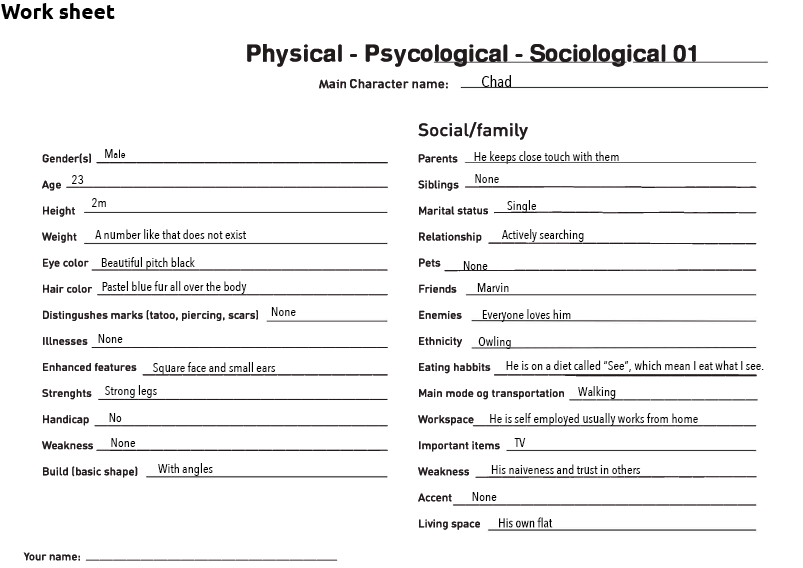 Work sheet
Physical - Psycological - Sociological 01
Main Character name: Chad
Gender(s) Male
Age 23
Height 2m
Weight A number like that does not exist
Eye color Beautiful pitch black
Hair color Pastel blue fur all over the body
Distingushes marks (tatoo, piercing, scars) None
Illnesses None
Enhanced features Square face and small ears
Strenghts Strong legs
Handicap No
Weakness None
Build (basic shape) With angles
Social/family
Parents He keeps close touch with them
Siblings None
Marital status Single
Relationship Actively searching
Pets None
Friends Marvin
Enemies Everyone loves him
Ethnicity Owling
Eating habbits He is on a diet called "See", which mean I eat what I see.
Main mode og transportation Walking
Workspace He is self employed usually works from home
Important items TV
Weakness His naiveness and trust in others
Accent None
Living space His own flat
Your name: